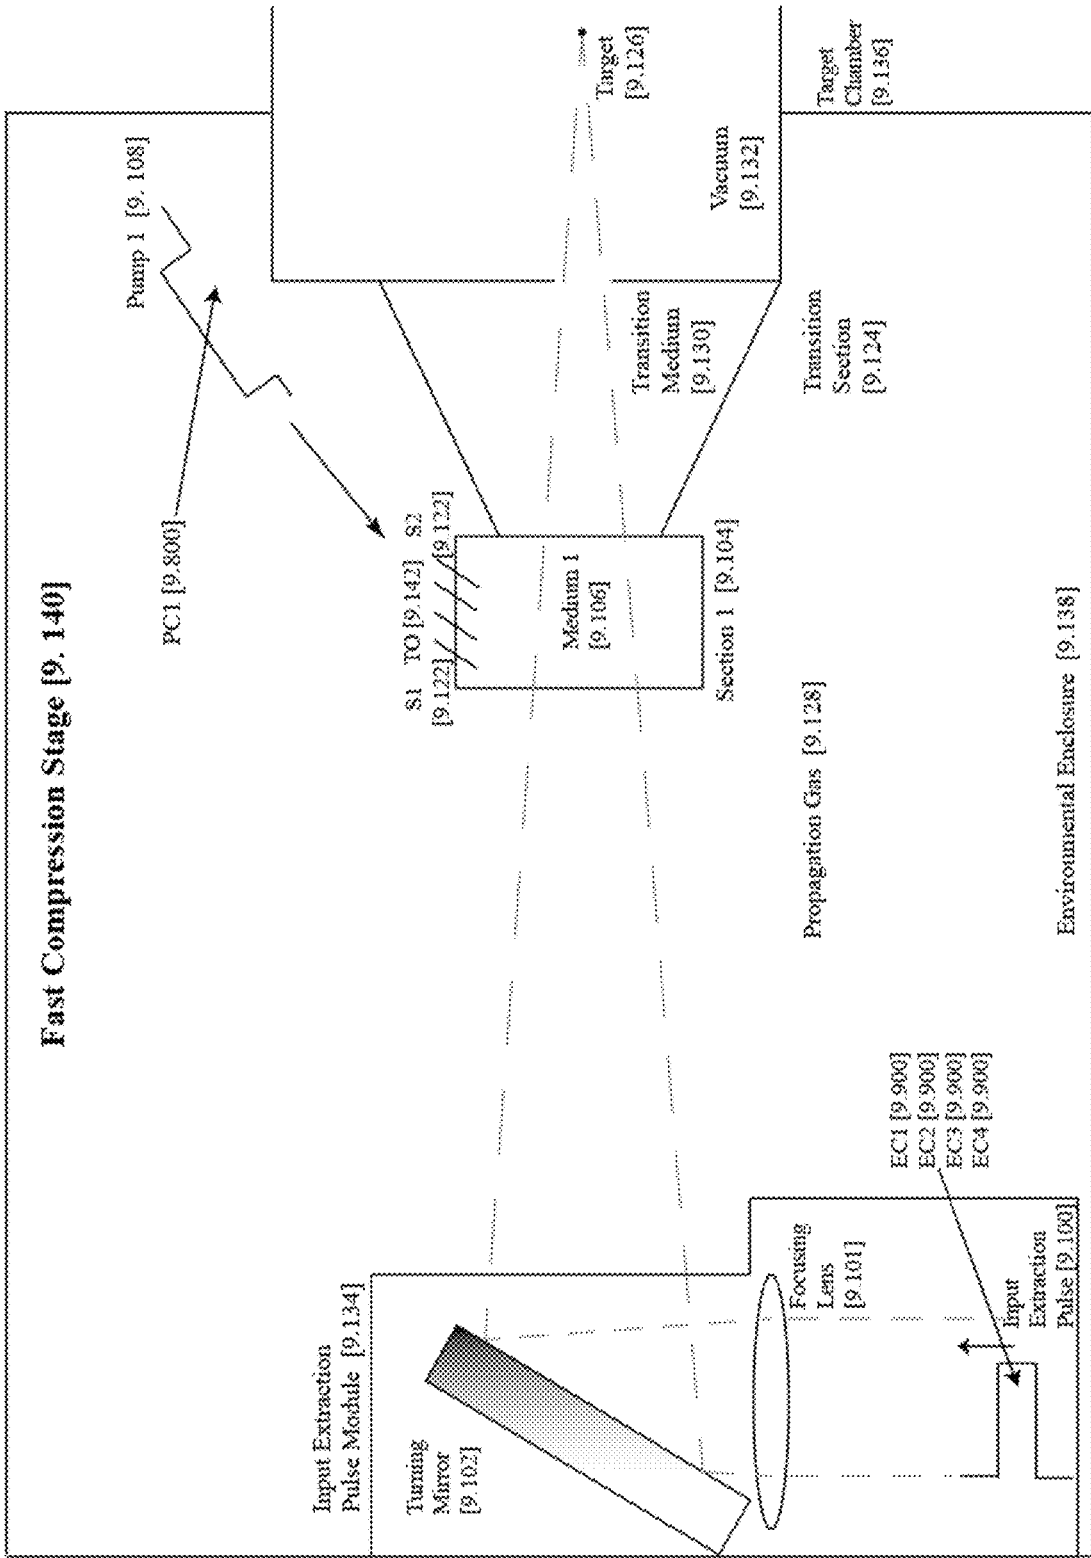 Fast Compression Stage [9. 140]
Pump 1 [9. 108]
PC1 [9.800]
S1 TO [9.142] S2
[9.122] [9.122]
Medium 1
[9.106]
Section 1 [9.104]
Input Extraction
Pulse Module [9.134]
Turning
Mirror
[9.102]
Focusing
Lens
[9.101]
Input
Extraction
Pulse [9.100]
EC1 [9.900]
EC2 [9.900]
EC3 [9.900]
EC4 [9.900]
Propagation Gas [9.128]
Transition
Medium
[9.130]
Transition
Section
[9.124]
Target
[9.126]
Vacuum
[9.132]
Target
Chamber
[9.136]
Environmental Enclosure [9.138]